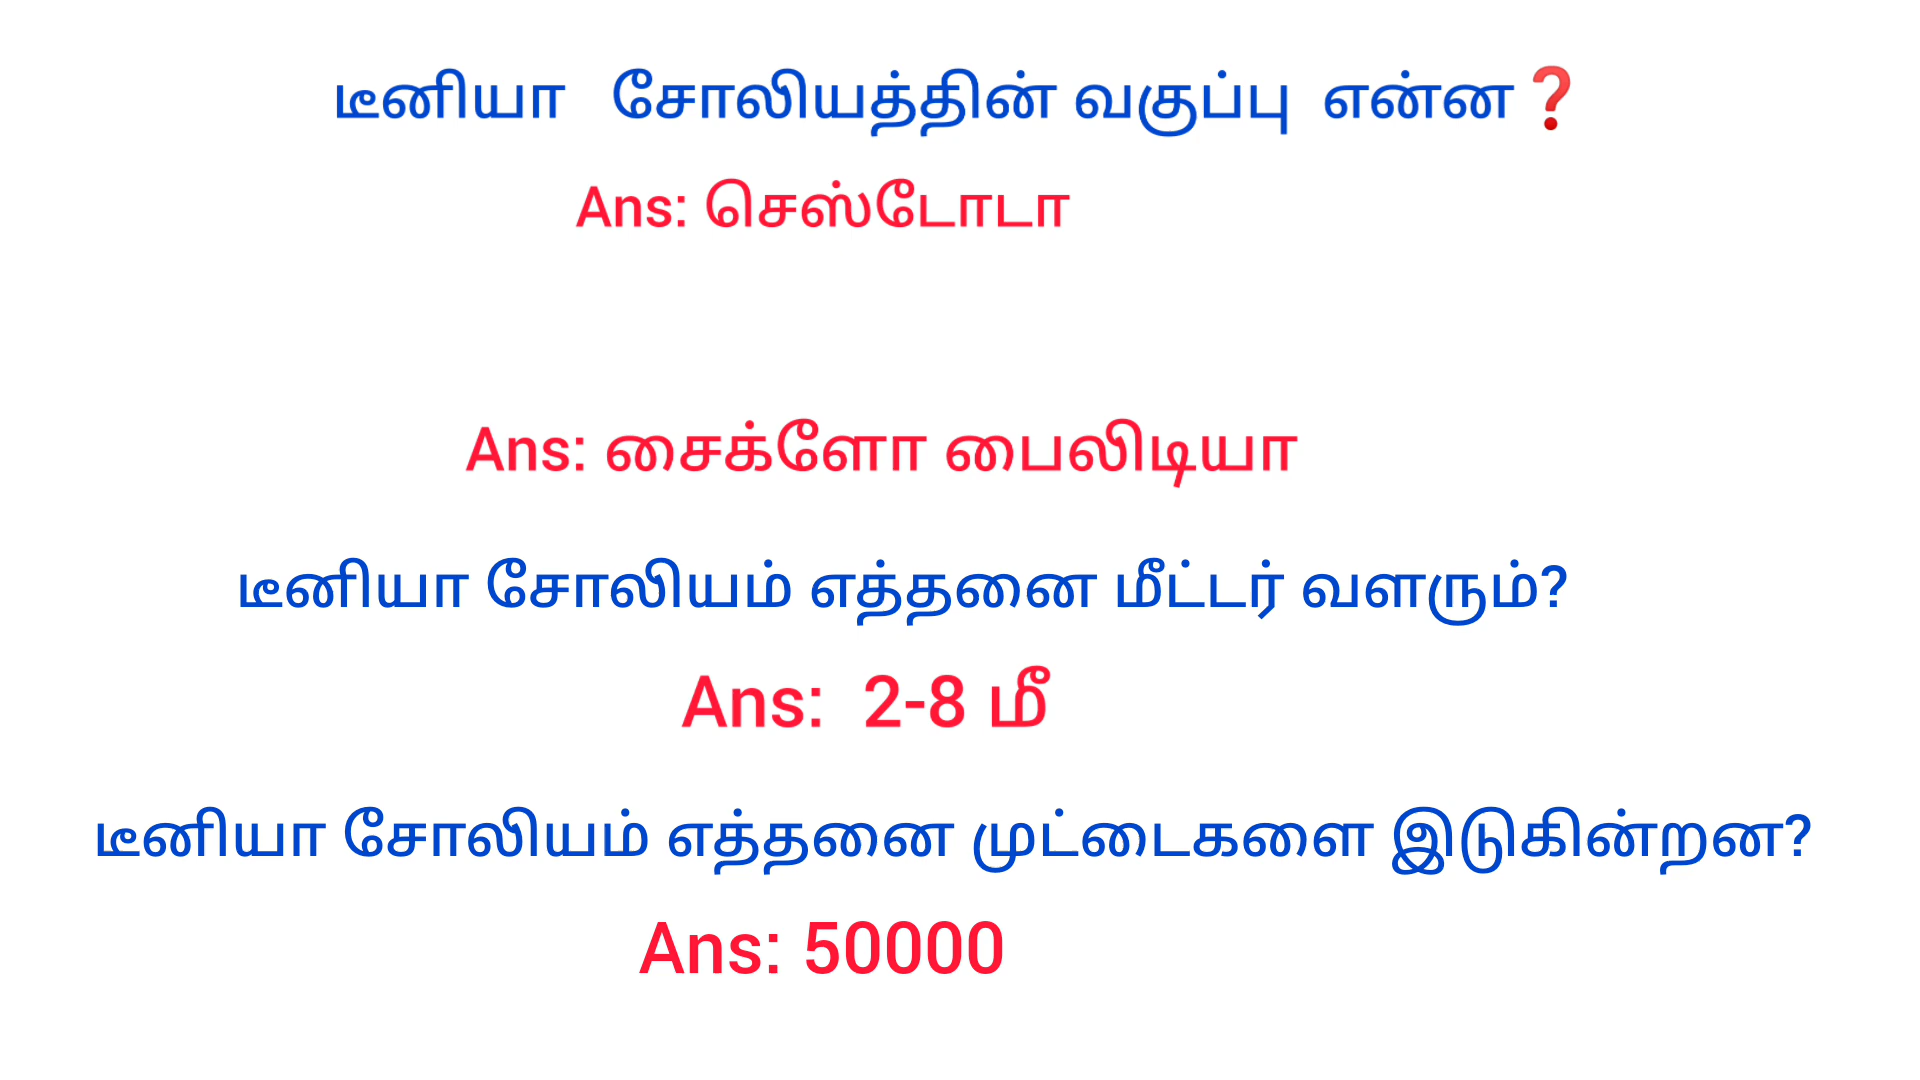 டீனியா சோலியத்தின் வகுப்பு என்ன❓
Ans: செஸ்டோடா
Ans: சைக்ளோ பைலிடியா
டீனியா சோலியம் எத்தனை மீட்டர் வளரும்?
Ans: 2-8 மீ
டீனியா சோலியம் எத்தனை முட்டைகளை இடுகின்றன?
Ans: 50000